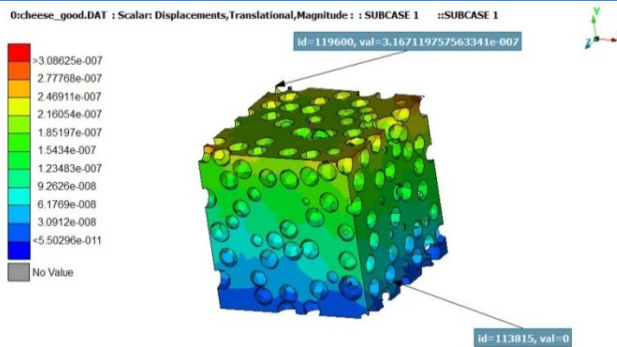 0:cheese_good.DAT : Scalar: Displacements,Translational,Magnitude : : SUBCASE 1 ::SUBCASE 1
Y
id=119600, val=3.167119757563341e-007
>3.08625e-007
2.77768e-007
2.46911e-007
2.16054e-007
1.85197e-007
1.5434e-007
1.23483e-007
9.2626e-008
6.1769e-008
3.0912e-008
<5.50296e-011
No Value
id=113815, val=0